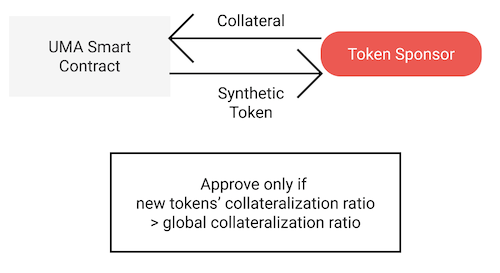 Collateral
UMA Smart
Contract
Token Sponsor
Synthetic
Token
Approve only if
new tokens’ collateralization ratio
> global collateralization ratio